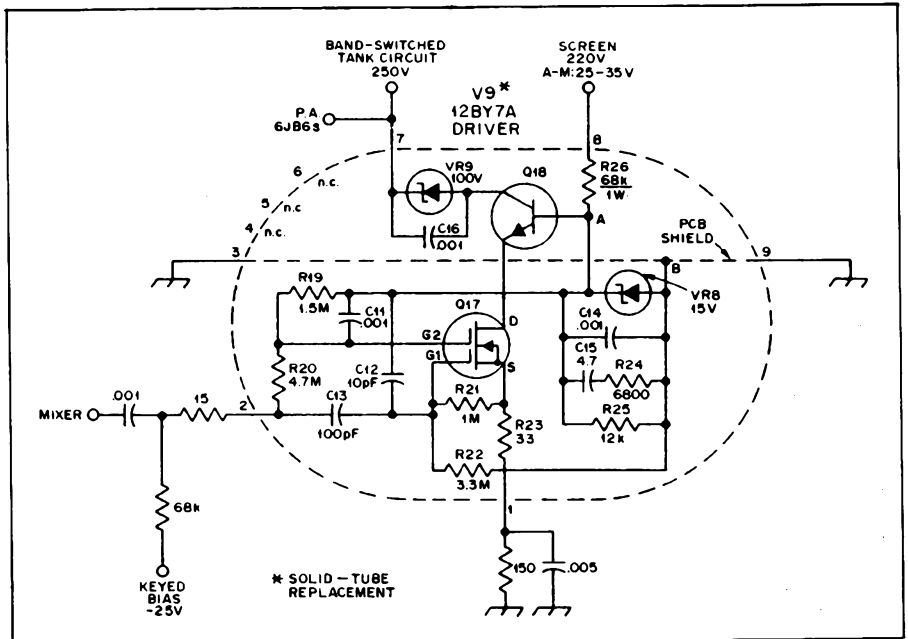 BAND-SWITCHED
TANK CIRCUIT
250V
SCREEN
220V
A-M:25-35V
V9*
12BY7A
DRIVER
P.A.
6JB6s
7
8
6
n.c.
5
n.c
4
n.c.
VR9
100V
Q18
R26
68k
1W
C16
.001
A
PCB
SHIELD
3
B
9
R19
1.5M
C11
.001
Q17
D
VR8
15V
G2
G1
S
C14
.001
R20
4.7M
C12
10pF
C15
4.7
R24
6800
R21
1M
R25
12k
MIXER
.001
15
2
C13
100pF
R23
33
R22
3.3M
68k
1
150
.005
KEYED
BIAS
-25V
* SOLID-TUBE
REPLACEMENT